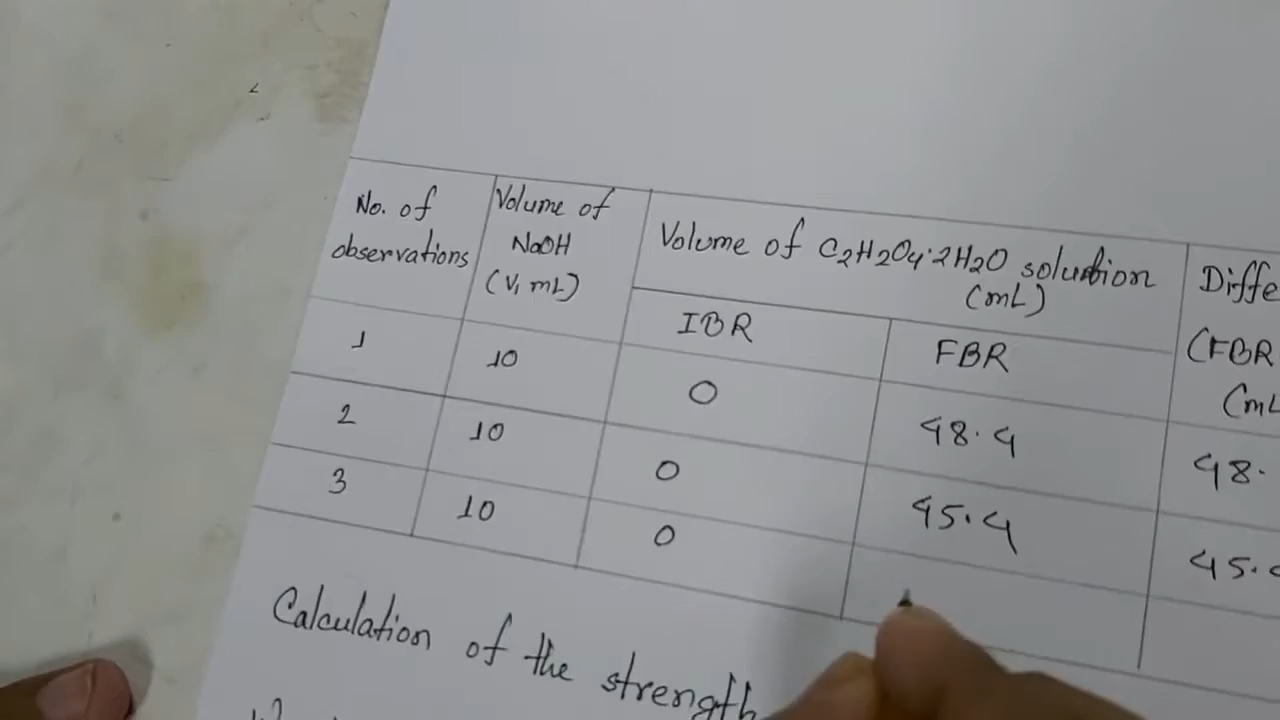 No. of observations
Volume of NaOH (V₁ mL)
Volume of C₂H₂O₄·2H₂O solution (mL)
Diffe
(FBR
(mL
IBR
FBR
1 10 0 48.4 48.
2 10 0 45.4 45.
3 10 0
Calculation of the strength